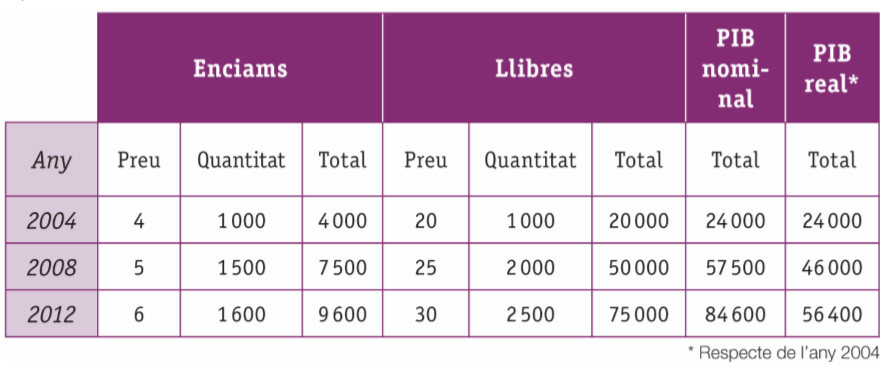 Enciams Llibres PIB nomi-nal PIB real*
Any Preu Quantitat Total Preu Quantitat Total Total Total
2004 4 1 000 4 000 20 1 000 20 000 24 000 24 000
2008 5 1 500 7 500 25 2 000 50 000 57 500 46 000
2012 6 1 600 9 600 30 2 500 75 000 84 600 56 400
* Respecte de l'any 2004